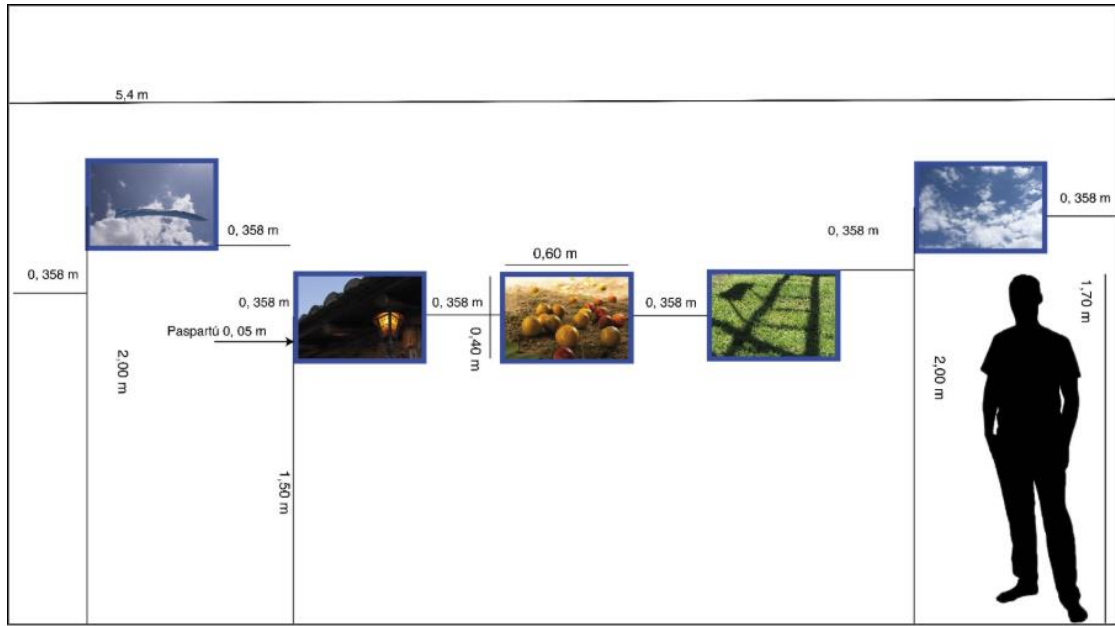 5,4 m
0, 358 m
0, 358 m
0, 358 m
0, 358 m
2,00 m
0, 358 m
0, 358 m
0,60 m
0, 358 m
0,40 m
Paspartú 0, 05 m
1,50 m
2,00 m
1,70 m